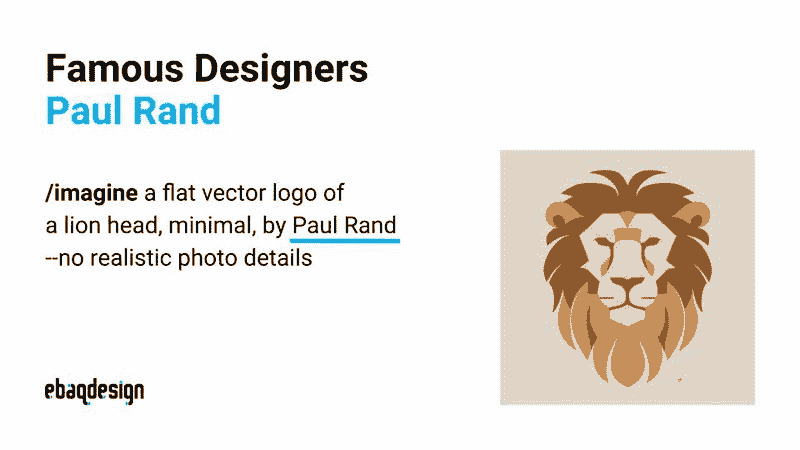 Famous Designers
Paul Rand
/imagine a flat vector logo of
a lion head, minimal, by Paul Rand
--no realistic photo details
ebaqdesign